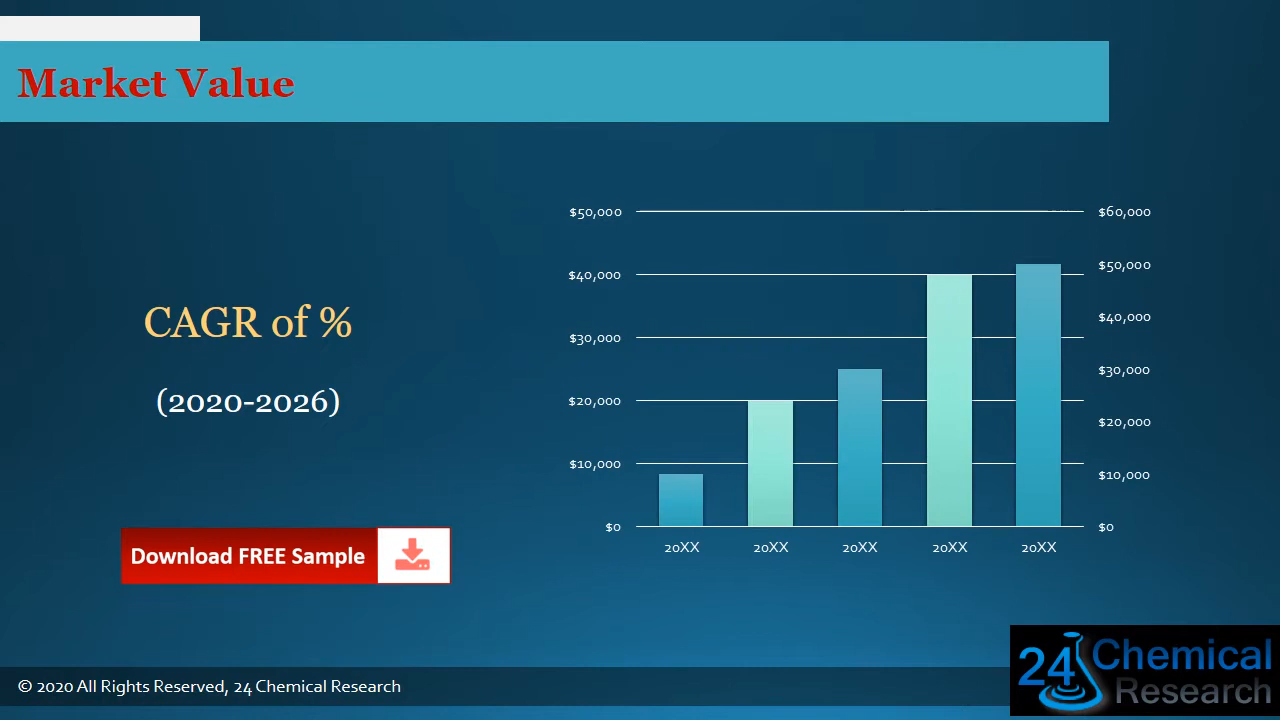 Market Value
CAGR of %
(2020-2026)
Download FREE Sample
$50,000
$40,000
$30,000
$20,000
$10,000
$0
$60,000
$50,000
$40,000
$30,000
$20,000
$10,000
$0
20XX 20XX 20XX 20XX 20XX
© 2020 All Rights Reserved, 24 Chemical Research
24 Chemical
Research